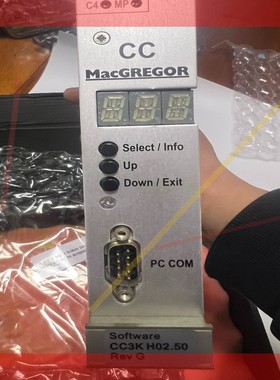 C4 MP
CC
MacGREGOR
Select / Info
Up
Down / Exit
PC COM
Software
CC3K H02.50
Rev G